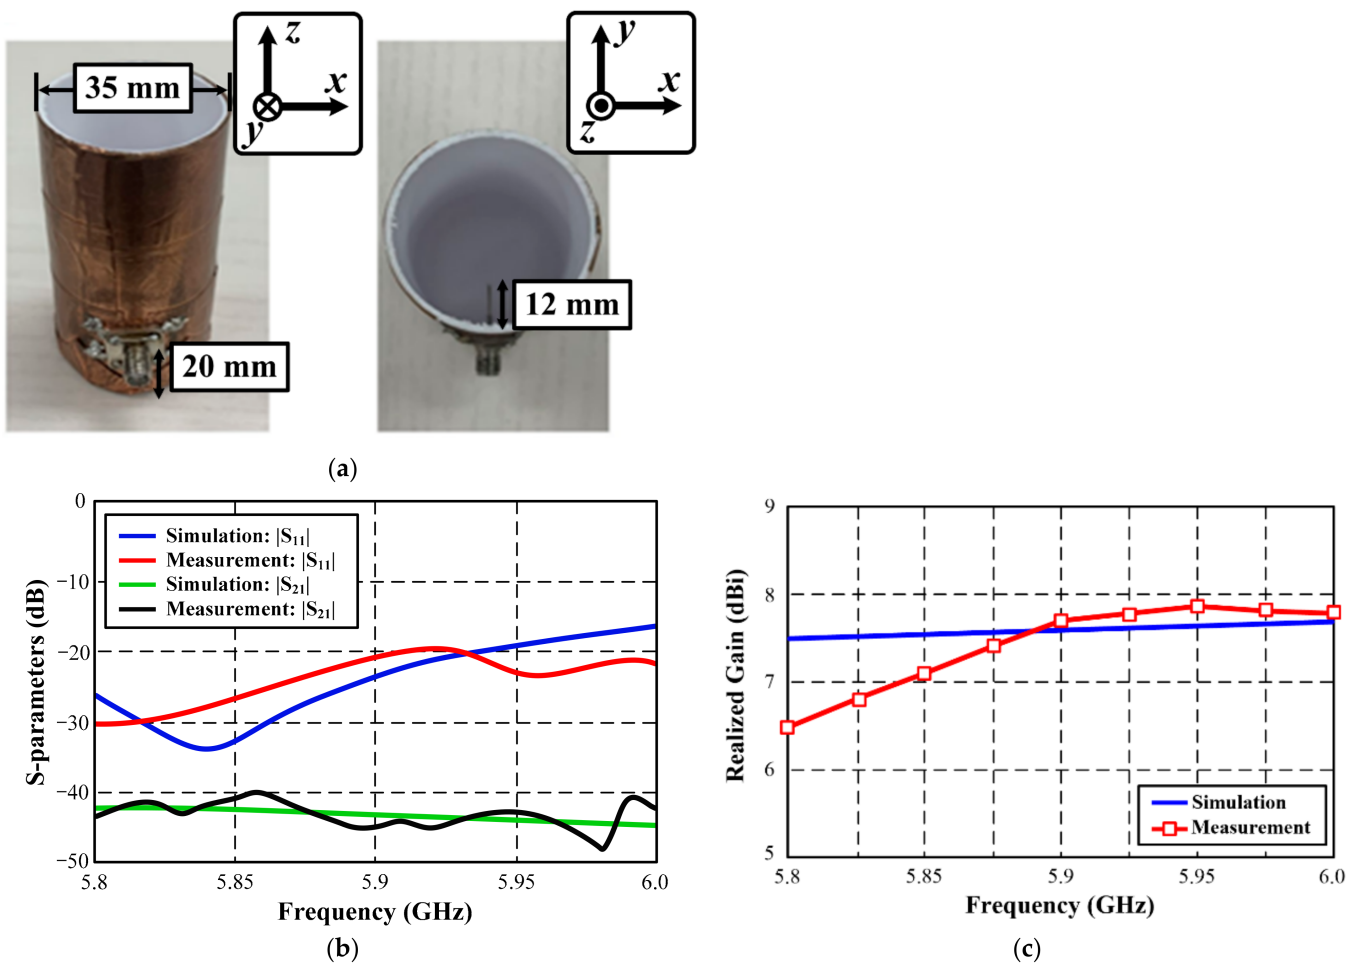 z
x
y
35 mm
20 mm
y
x
z
12 mm
(a)
0
−10
−20
−30
−40
−50
S-parameters (dB)
Simulation: |S₁₁|
Measurement: |S₁₁|
Simulation: |S₂₁|
Measurement: |S₂₁|
5.8 5.85 5.9 5.95 6.0
Frequency (GHz)
(b)
9
8
7
6
5
Realized Gain (dBi)
Simulation
Measurement
5.8 5.85 5.9 5.95 6.0
Frequency (GHz)
(c)